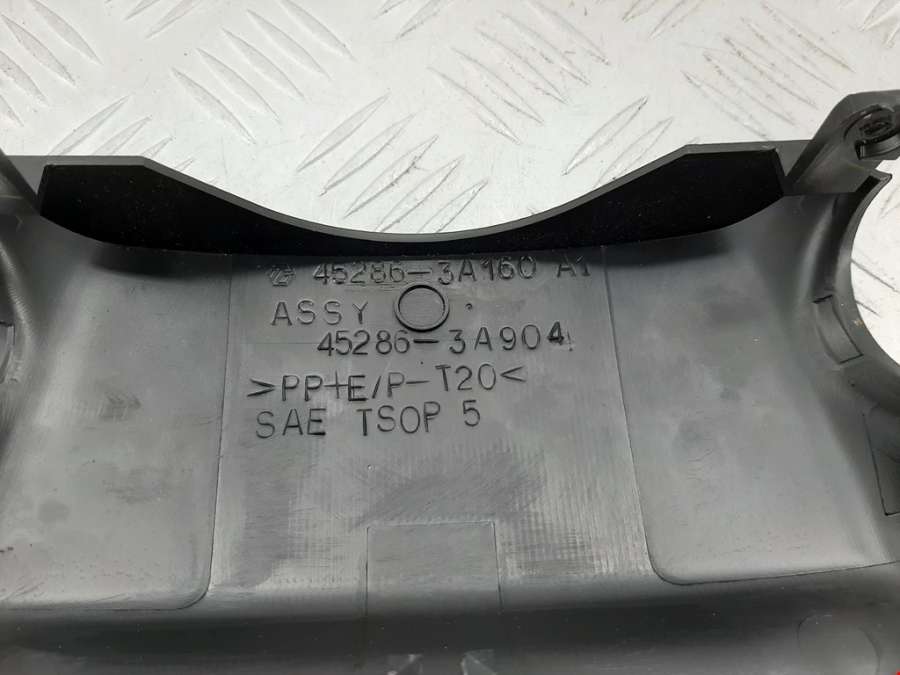 45286-3A160 A1
ASSY
45286-3A904
>PP+E/P-T20<
SAE TSOP 5